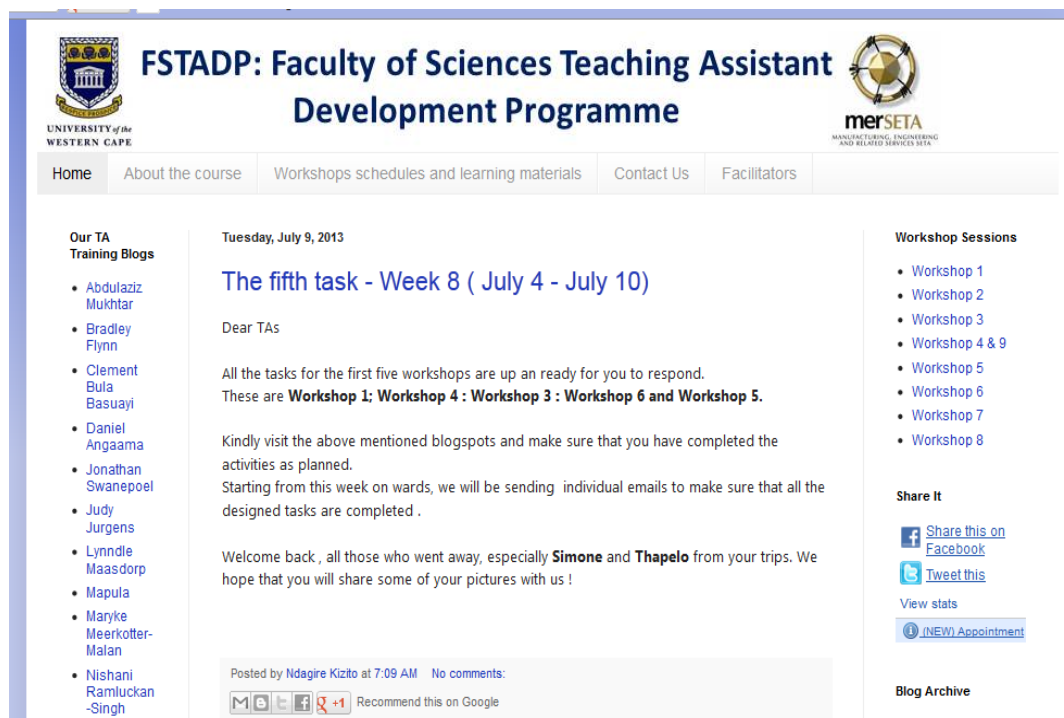 FSTADP: Faculty of Sciences Teaching Assistant
Development Programme
UNIVERSITY of the
WESTERN CAPE
merSETA
MANUFACTURING, ENGINEERING
AND RELATED SERVICES SETA
Home
About the course
Workshops schedules and learning materials
Contact Us
Facilitators
Our TA
Training Blogs
Abdulaziz
Mukhtar
Bradley
Flynn
Clement
Bula
Basuayi
Daniel
Angaama
Jonathan
Swanepoel
Judy
Jurgens
Lynndle
Maasdorp
Mapula
Maryke
Meerkotter-
Malan
Nishani
Ramluckan
-Singh
Tuesday, July 9, 2013
The fifth task - Week 8 ( July 4 - July 10)
Dear TAs
All the tasks for the first five workshops are up an ready for you to respond.
These are Workshop 1; Workshop 4 : Workshop 3 : Workshop 6 and Workshop 5.
Kindly visit the above mentioned blogspots and make sure that you have completed the
activities as planned.
Starting from this week on wards, we will be sending individual emails to make sure that all the
designed tasks are completed .
Welcome back , all those who went away, especially Simone and Thapelo from your trips. We
hope that you will share some of your pictures with us !
Posted by Ndagire Kizito at 7:09 AM No comments:
+1 Recommend this on Google
Workshop Sessions
Workshop 1
Workshop 2
Workshop 3
Workshop 4 & 9
Workshop 5
Workshop 6
Workshop 7
Workshop 8
Share It
Share this on
Facebook
Tweet this
View stats
(NEW) Appointment
Blog Archive